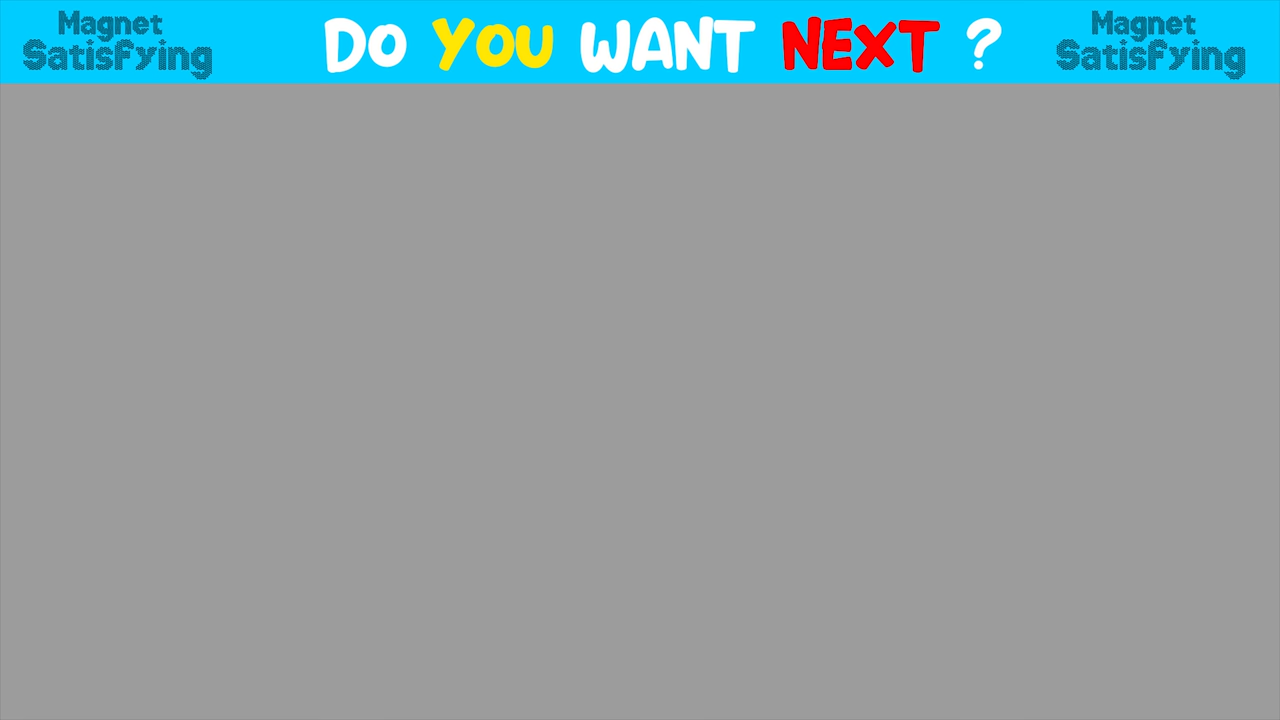 Magnet
Satisfying
DO YOU WANT NEXT ?
Magnet
Satisfying